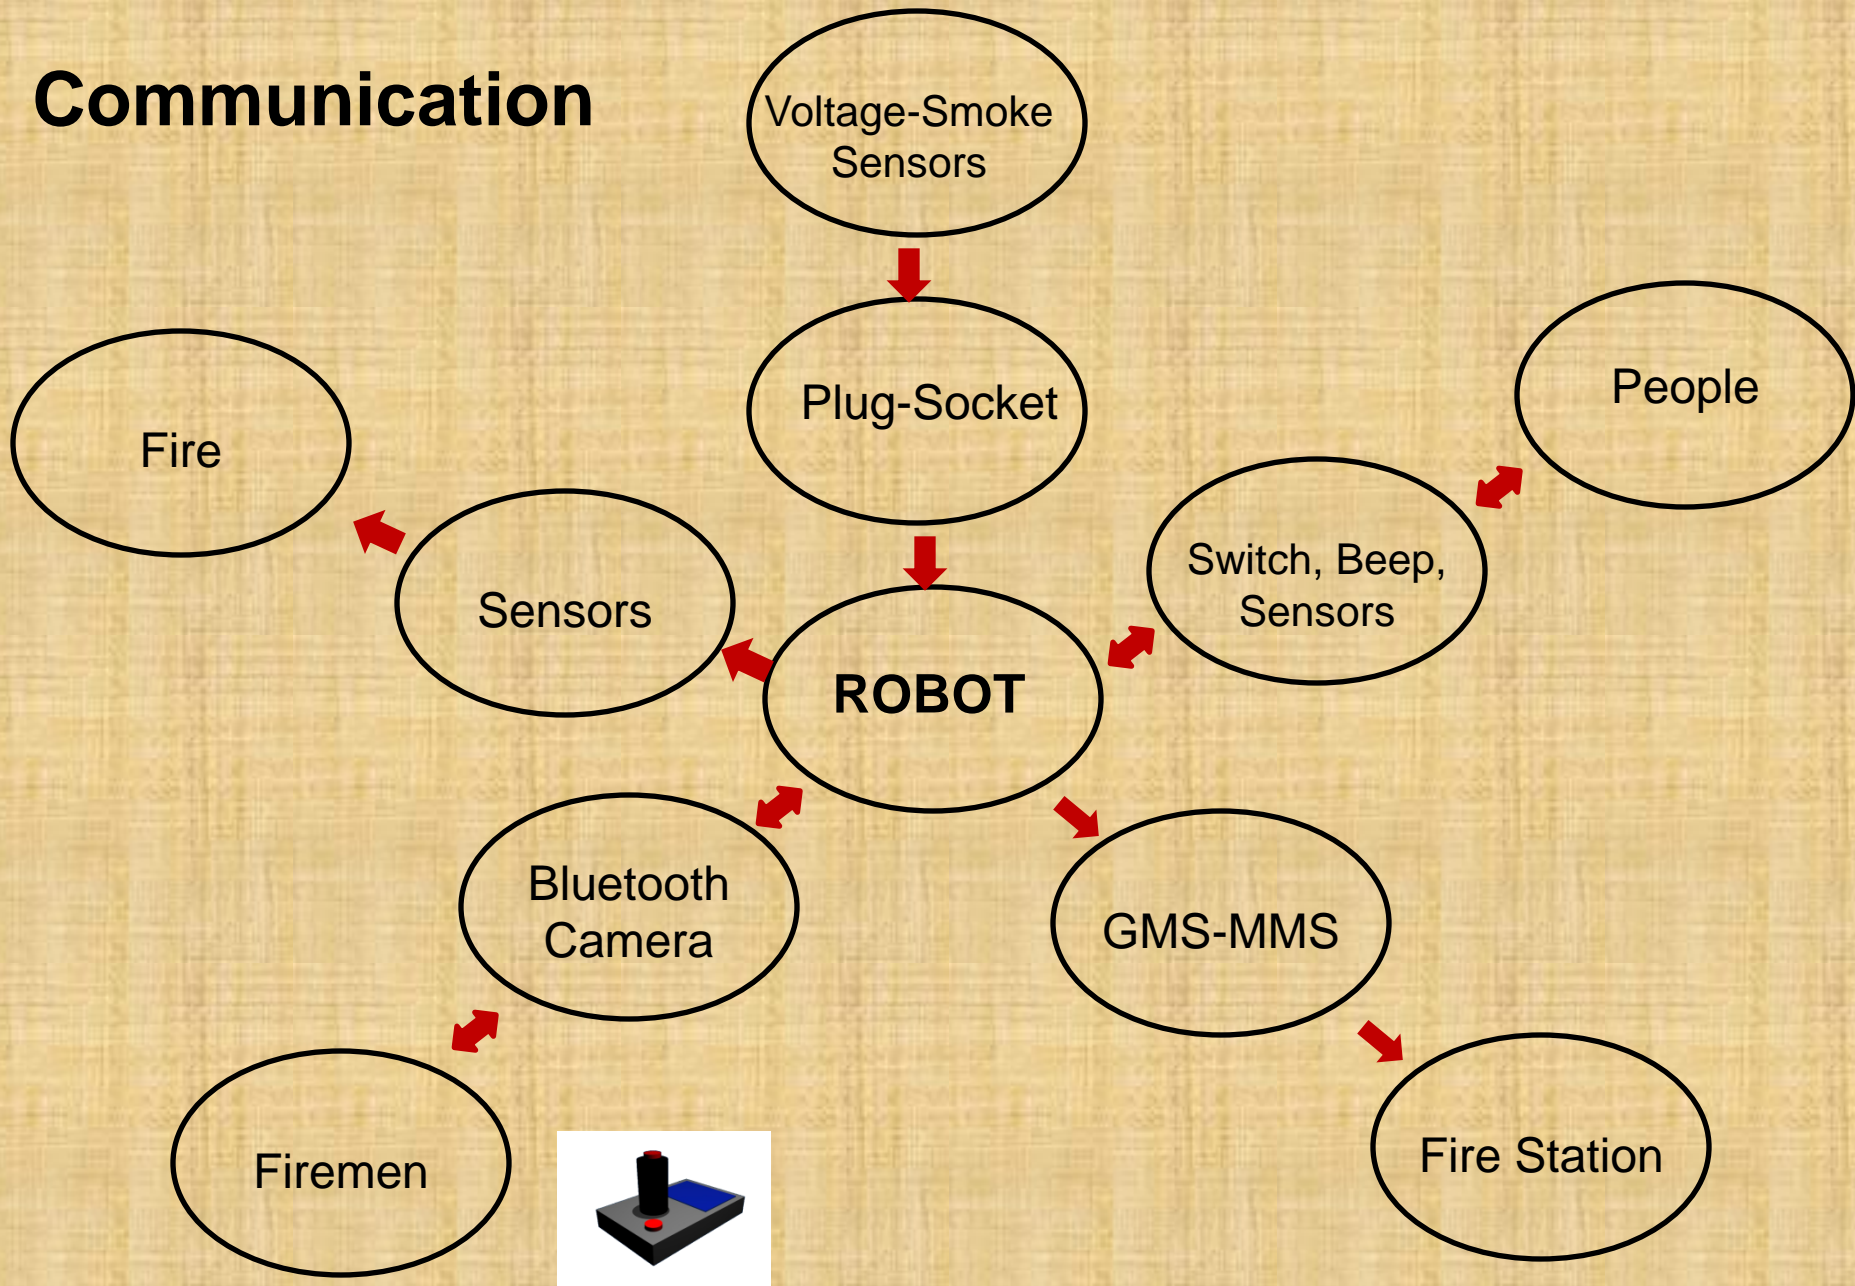 Communication
Voltage-Smoke
Sensors
Plug-Socket
People
Fire
Switch, Beep,
Sensors
Sensors
ROBOT
Bluetooth
Camera
GMS-MMS
Firemen
Fire Station